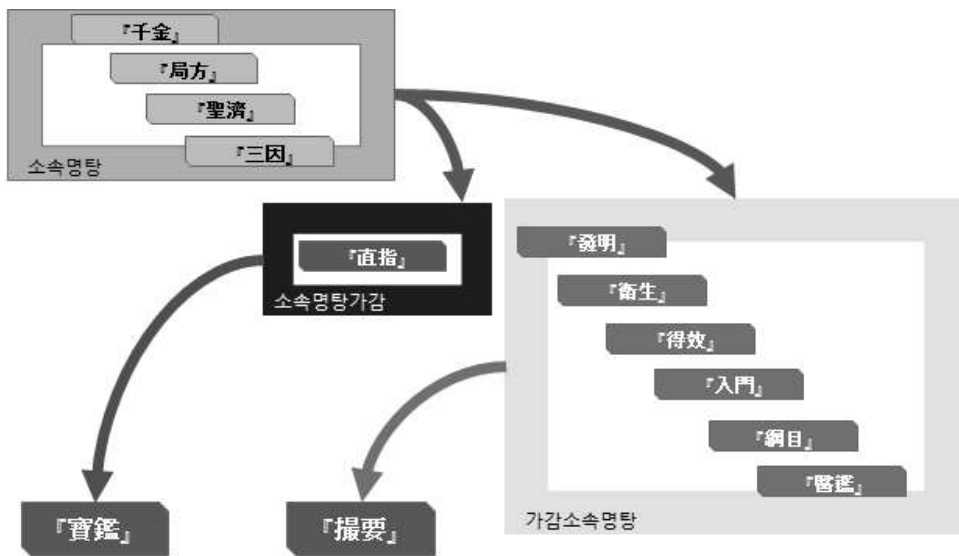 『千金』
『局方』
『聖濟』
『三因』
소속명탕
『直指』
소속명탕가감
『發明』
『衛生』
『得效』
『入門』
『綱目』
『醫鑑』
가감소속명탕
『寶鑑』
『撮要』